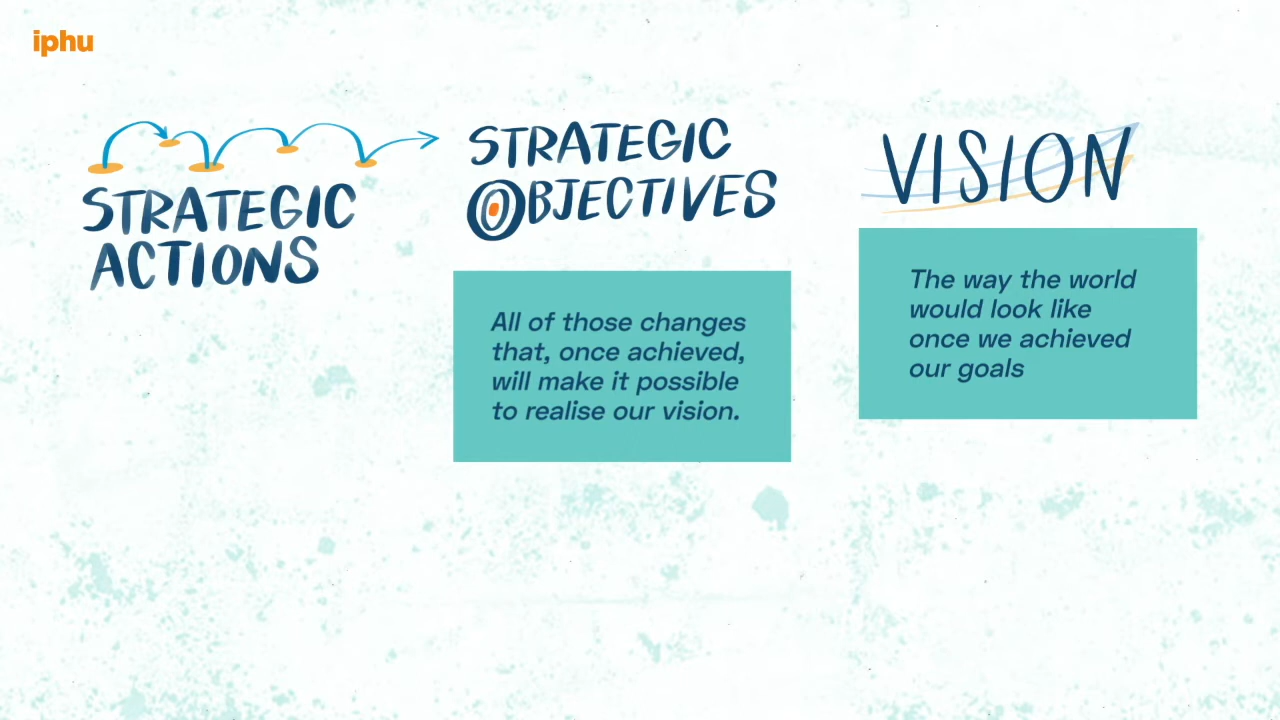 iphu
STRATEGIC
ACTIONS
STRATEGIC
OBJECTIVES
All of those changes
that, once achieved,
will make it possible
to realise our vision.
VISION
The way the world
would look like
once we achieved
our goals